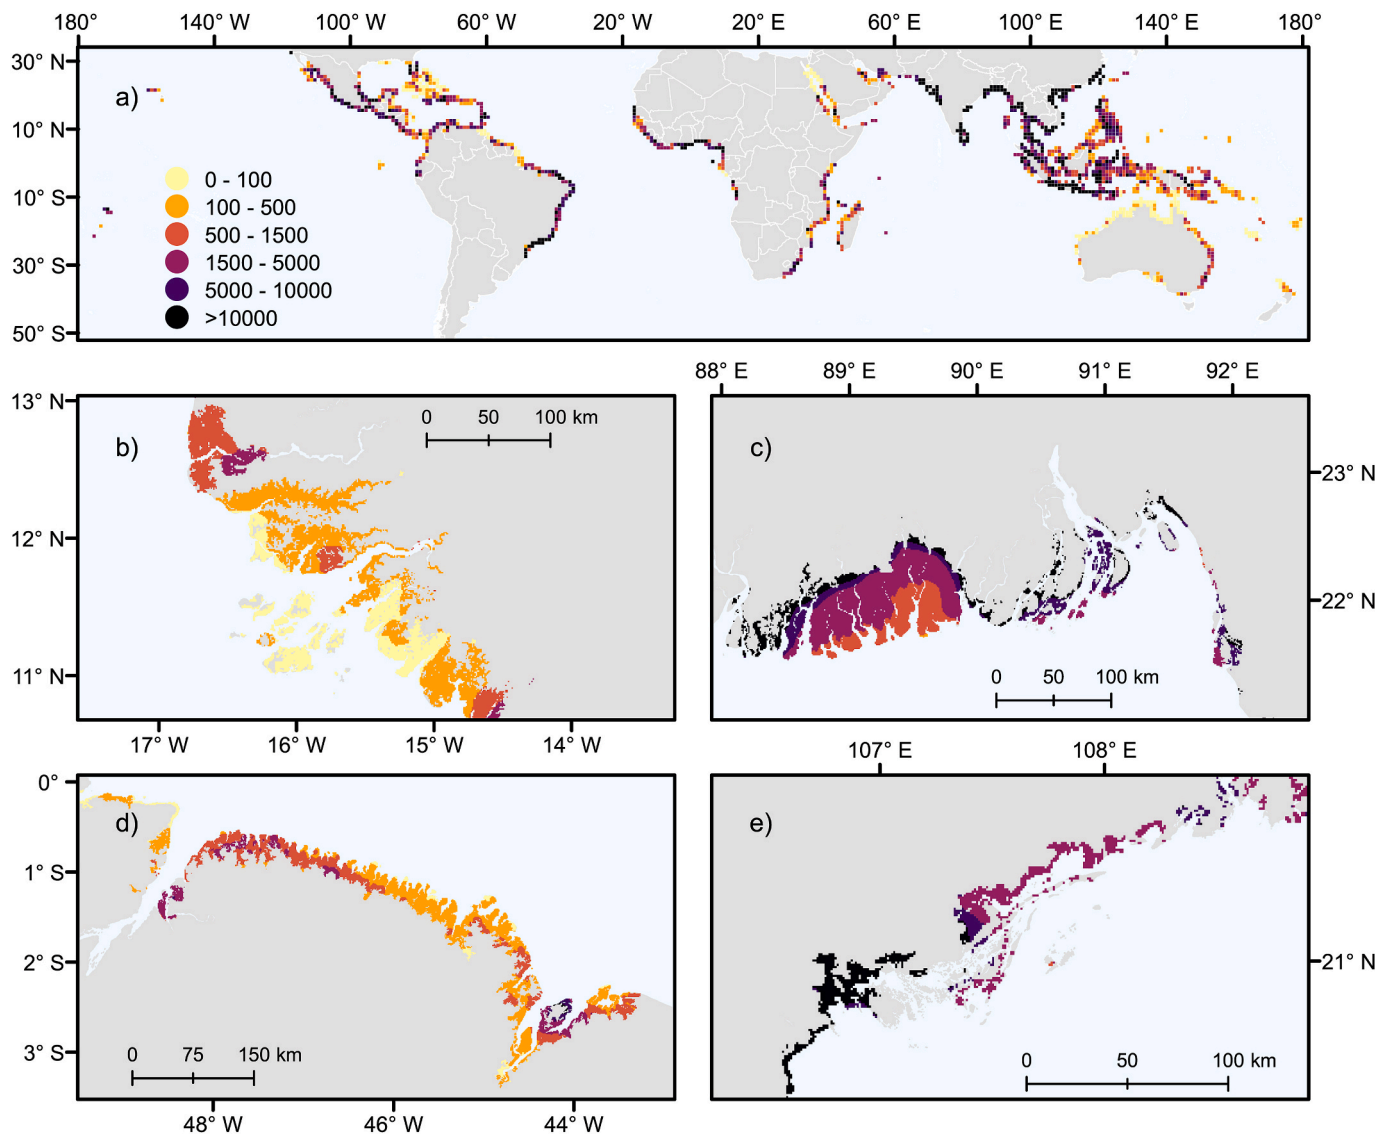 180° 140° W 100° W 60° W 20° W 20° E 60° E 100° E 140° E 180°
30° N
a)
10° N
0 - 100
100 - 500
10° S
500 - 1500
1500 - 5000
30° S
5000 - 10000
>10000
50° S
88° E 89° E 90° E 91° E 92° E
13° N
0 50 100 km
b)
c)
23° N
12° N
22° N
11° N
0 50 100 km
17° W 16° W 15° W 14° W
107° E 108° E
0°
d)
e)
1° S
2° S
21° N
3° S
0 75 150 km
0 50 100 km
48° W 46° W 44° W